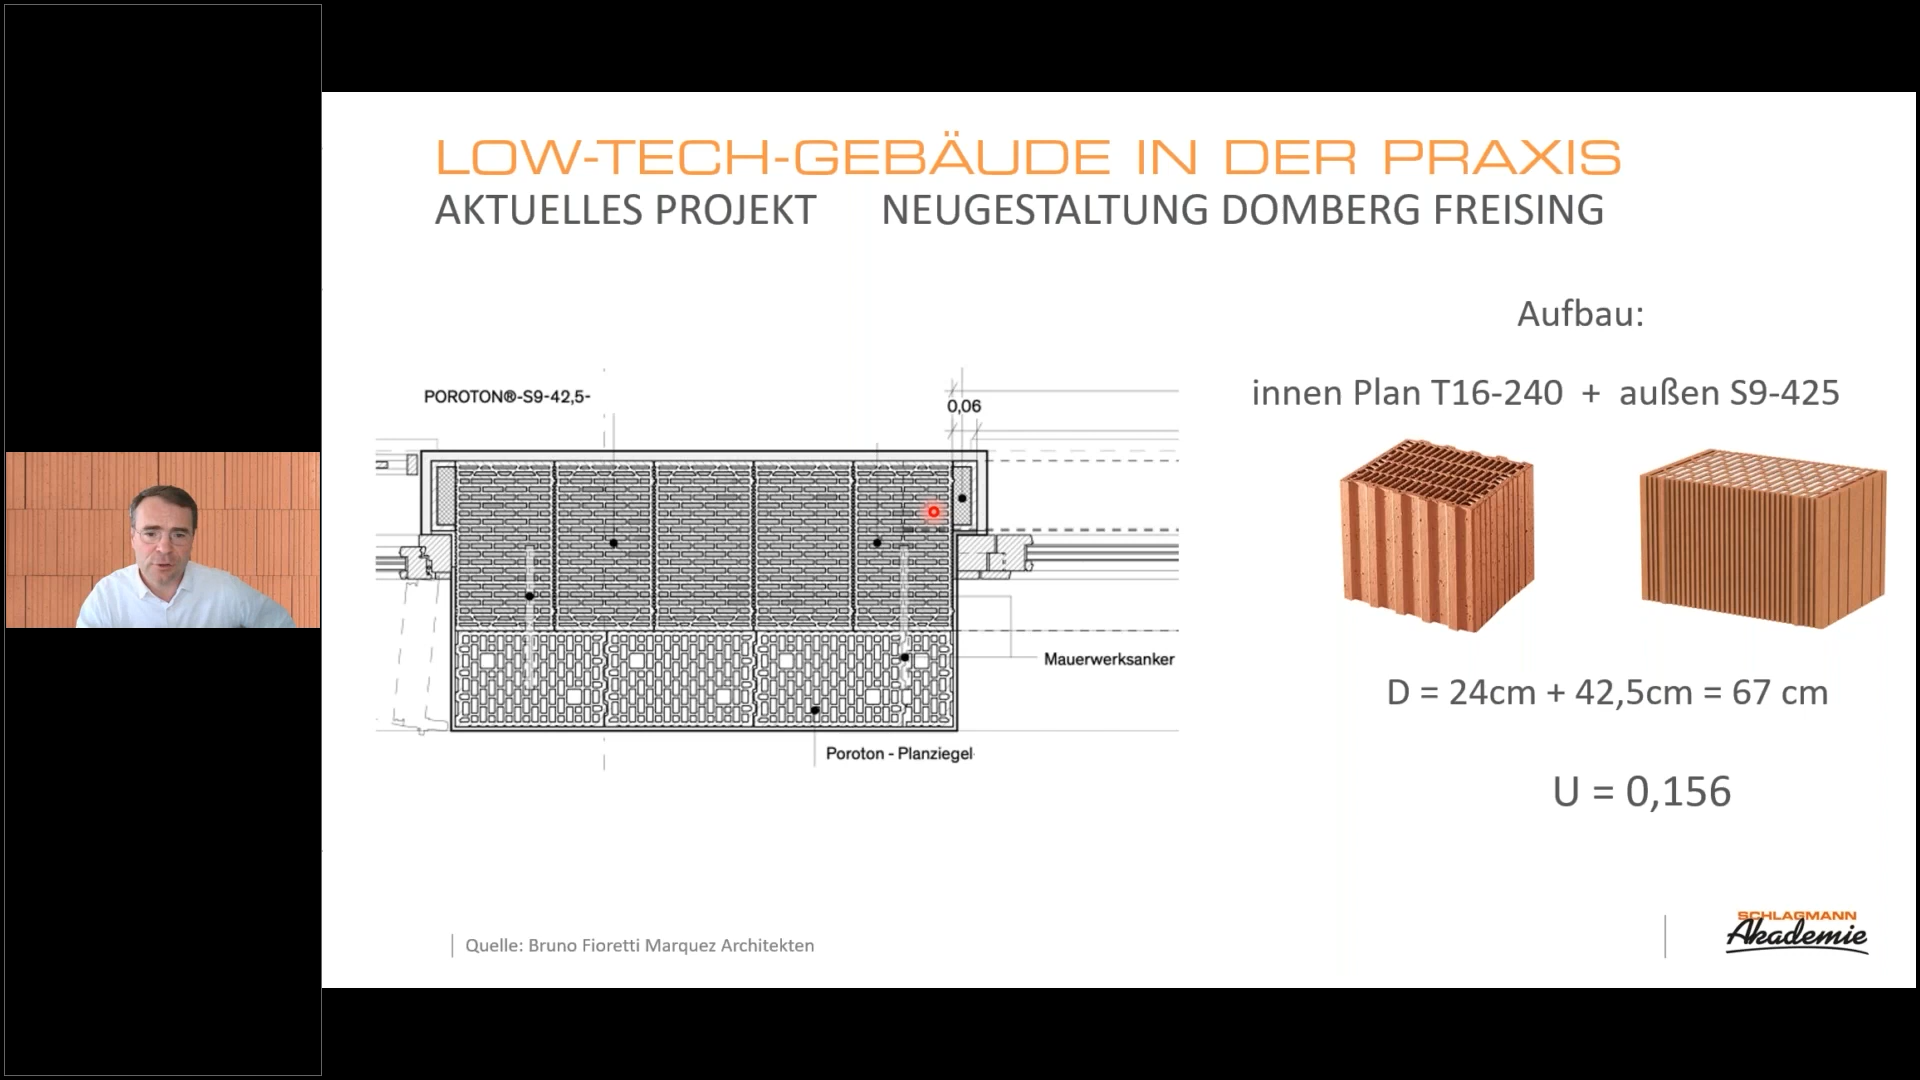 LOW-TECH-GEBÄUDE IN DER PRAXIS
AKTUELLES PROJEKT NEUGESTALTUNG DOMBERG FREISING
Aufbau:
innen Plan T16-240 + außen S9-425
POROTON®-S9-42,5-
0,06
Mauerwerksanker
Poroton - Planziegel
D = 24cm + 42,5cm = 67 cm
U = 0,156
Quelle: Bruno Fioretti Marquez Architekten
SCHLAGMANN
Akademie